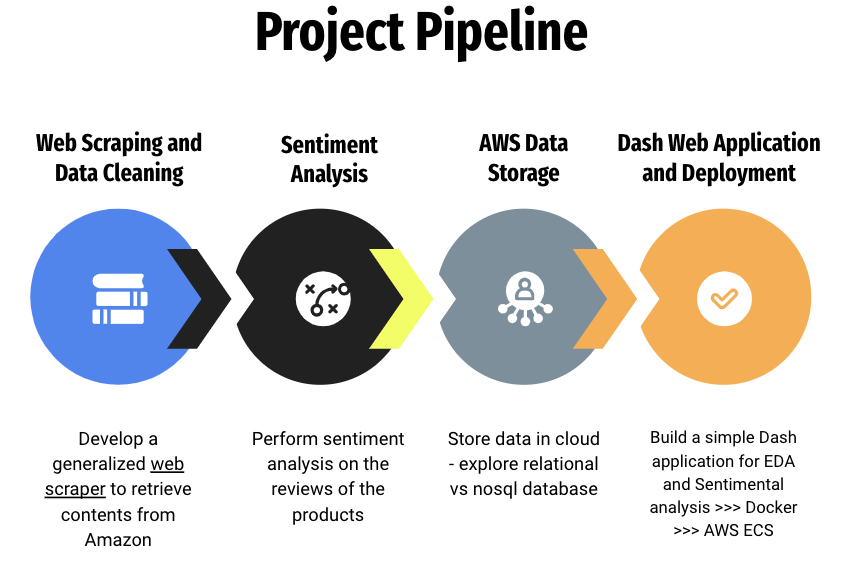 Project Pipeline
Web Scraping and
Data Cleaning
Sentiment
Analysis
AWS Data
Storage
Dash Web Application
and Deployment
Develop a
generalized web
scraper to retrieve
contents from
Amazon
Perform sentiment
analysis on the
reviews of the
products
Store data in cloud
- explore relational
vs nosql database
Build a simple Dash
application for EDA
and Sentimental
analysis >>> Docker
>>> AWS ECS